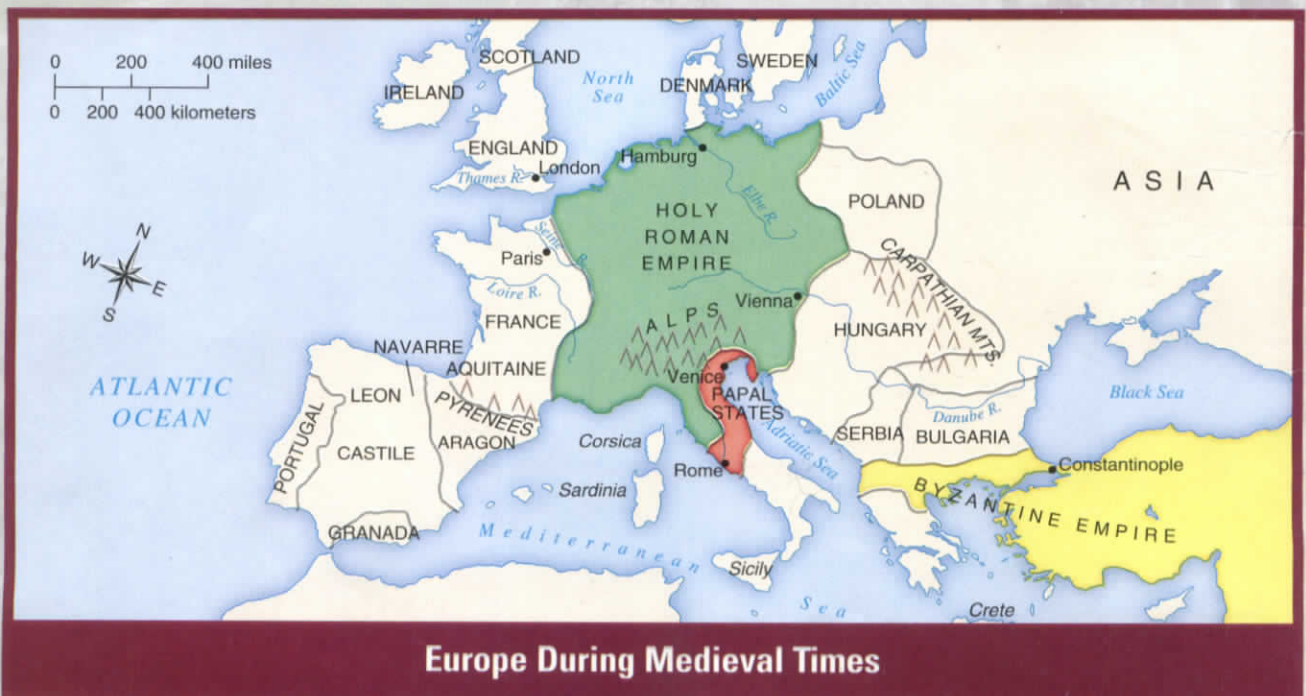 0 200 400 miles
0 200 400 kilometers
SCOTLAND
IRELAND
North
Sea
SWEDEN
DENMARK
Baltic Sea
ENGLAND
London
Thames R.
Hamburg
Elbe R.
HOLY
ROMAN
EMPIRE
POLAND
ASIA
N
W
E
S
Seine R.
Paris
Loire R.
FRANCE
Vienna
CARPATHIAN MTS.
HUNGARY
ALPS
NAVARRE
AQUITAINE
Venice
PAPAL
STATES
ATLANTIC
OCEAN
LEON
PYRENEES
PORTUGAL
CASTILE
ARAGON
Corsica
Adriatic Sea
SERBIA
BULGARIA
Danube R.
Black Sea
Rome
Constantinople
Sardinia
BYZANTINE EMPIRE
GRANADA
Mediterranean
Sea
Sicily
Crete
Europe During Medieval Times